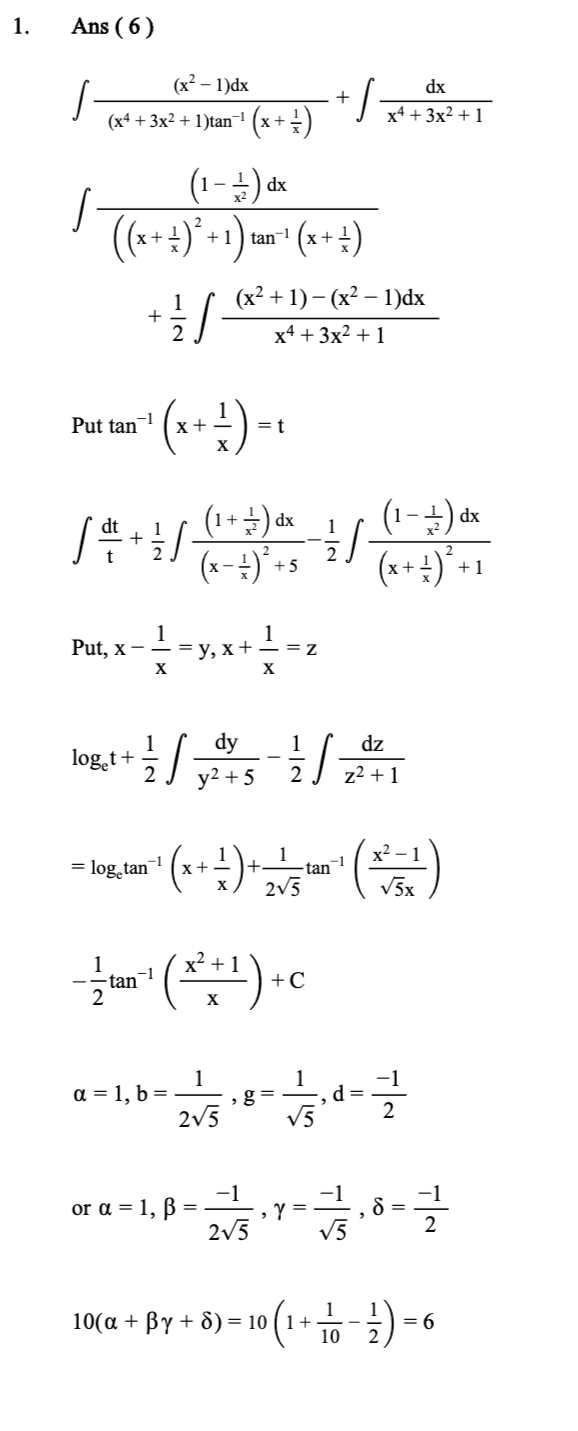 1. Ans ( 6 )
∫ (x² – 1)dx / ((x⁴ + 3x² + 1)tan⁻¹ (x + 1/x)) + ∫ dx / (x⁴ + 3x² + 1)
∫ (1 – 1/x²) dx / (((x + 1/x)² + 1) tan⁻¹ (x + 1/x))
+ 1/2 ∫ ((x² + 1) – (x² – 1)dx) / (x⁴ + 3x² + 1)
Put tan⁻¹ (x + 1/x) = t
∫ dt/t + 1/2 ∫ (1 + 1/x²) dx / ((x – 1/x)² + 5) – 1/2 ∫ (1 – 1/x²) dx / ((x + 1/x)² + 1)
Put, x – 1/x = y, x + 1/x = z
logₑt + 1/2 ∫ dy / (y² + 5) – 1/2 ∫ dz / (z² + 1)
= logₑtan⁻¹ (x + 1/x) + 1/(2√5) tan⁻¹ ((x² – 1)/(√5x))
– 1/2 tan⁻¹ ((x² + 1)/x) + C
α = 1, b = 1/(2√5) , g = 1/√5 , d = –1/2
or α = 1, β = –1/(2√5) , γ = –1/√5 , δ = –1/2
10(α + βγ + δ) = 10 (1 + 1/10 – 1/2) = 6